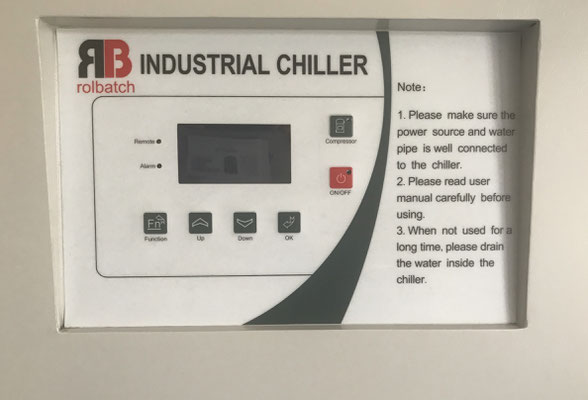 RB INDUSTRIAL CHILLER
rolbatch
Note:
1. Please make sure the
power source and water
pipe is well connected
to the chiller.
2. Please read user
manual carefully before
using.
3. When not used for a
long time, please drain
the water inside the
chiller.
Remote
Alarm
Compressor
ON/OFF
Fn
Function
Up
Down
OK